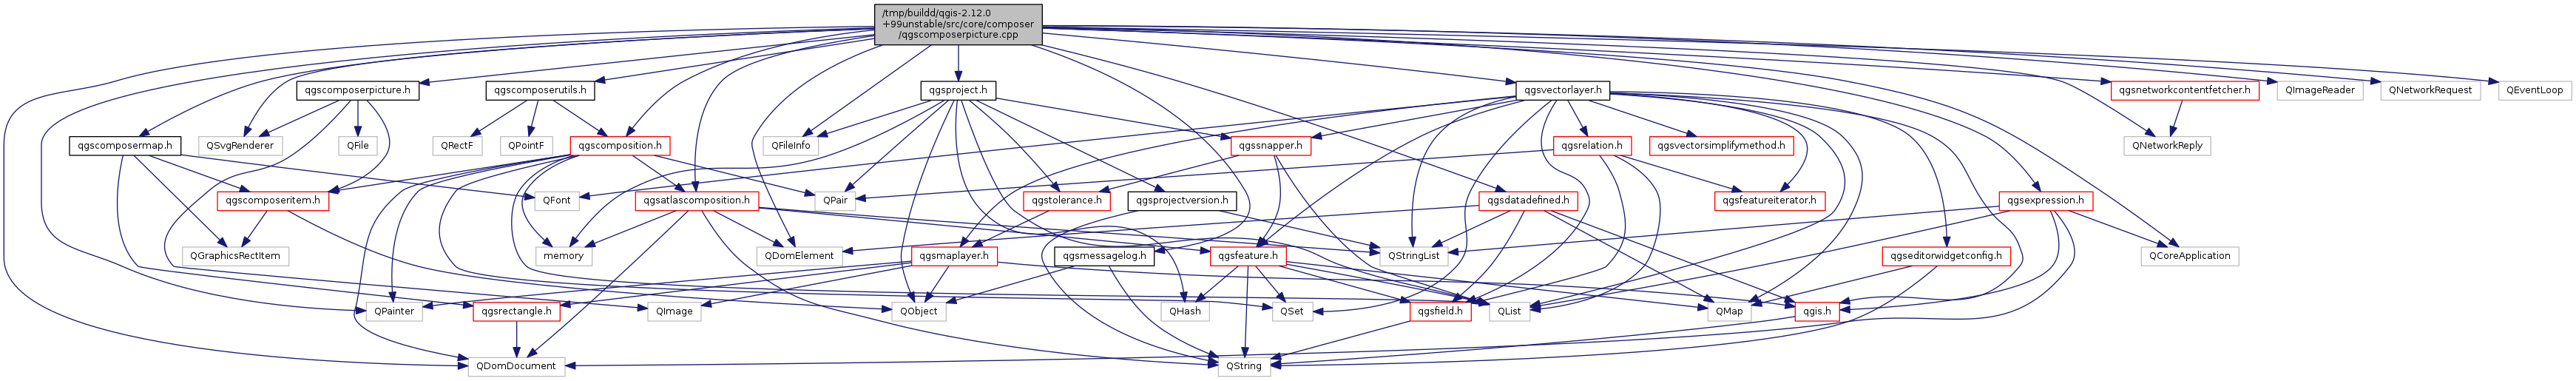 /tmp/buildd/qgis-2.12.0
+99unstable/src/core/composer
/qgscomposerpicture.cpp
qgscomposerpicture.h
qgscomposerutils.h
qgsproject.h
qgsvectorlayer.h
qgsnetworkcontentfetcher.h
QImageReader
QNetworkRequest
QEventLoop
qgscomposermap.h
QSvgRenderer
QFile
QRectF
QPointF
qgscomposition.h
QFileInfo
qgssnapper.h
qgsrelation.h
qgsvectorsimplifymethod.h
QNetworkReply
qgscomposeritem.h
QFont
qgsatlascomposition.h
QPair
qgstolerance.h
qgsprojectversion.h
qgsdatadefined.h
qgsfeatureiterator.h
qgsexpression.h
QGraphicsRectItem
memory
QDomElement
qgsmaplayer.h
qgsmessagelog.h
qgsfeature.h
QStringList
qgseditorwidgetconfig.h
QCoreApplication
QPainter
qgsrectangle.h
QImage
QObject
QHash
QSet
qgsfield.h
QList
QMap
qgis.h
QDomDocument
QString